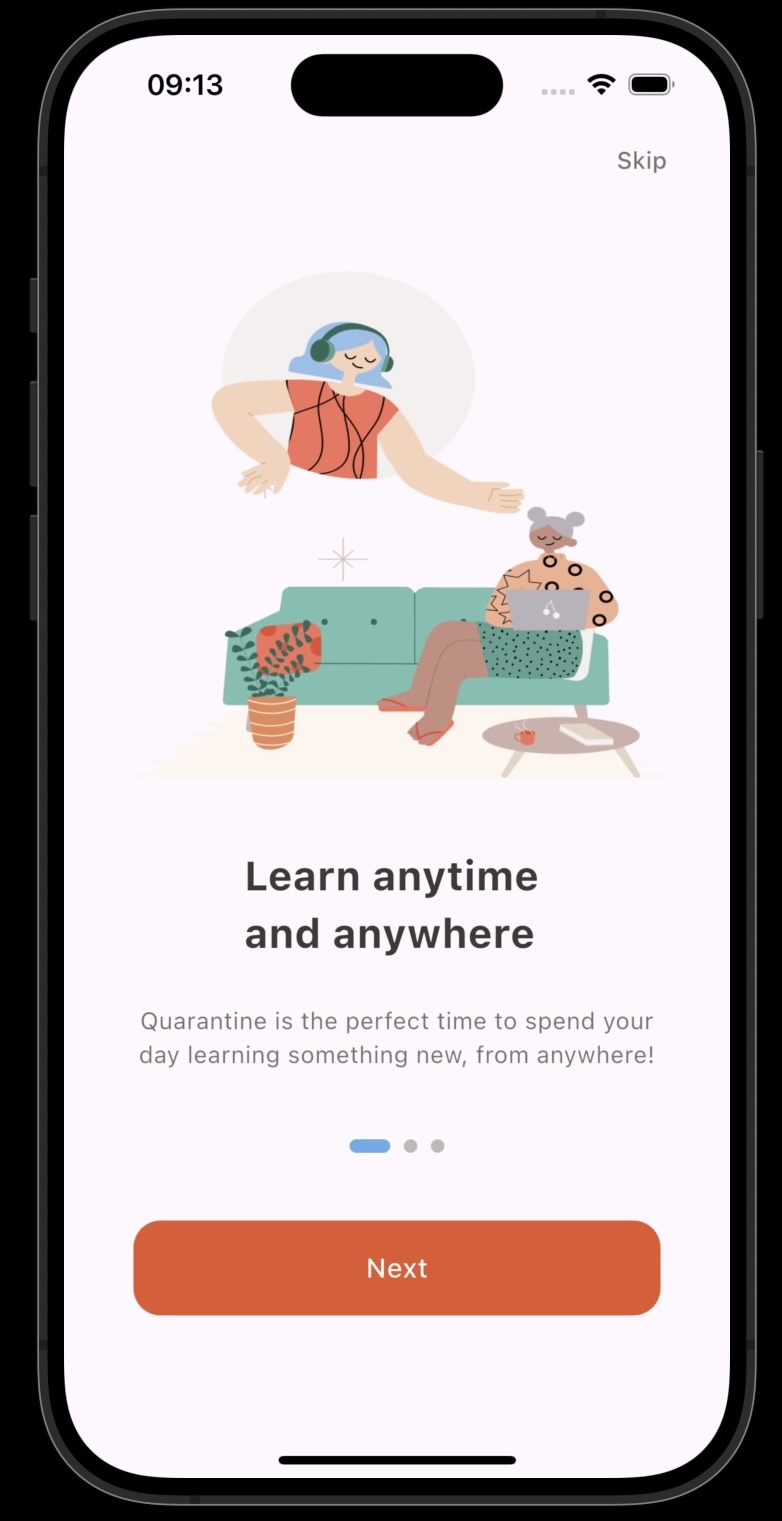 09:13
Skip
Learn anytime
and anywhere
Quarantine is the perfect time to spend your
day learning something new, from anywhere!
Next